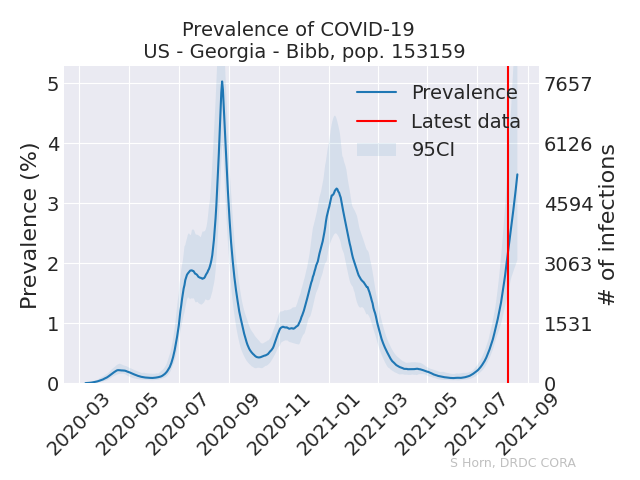 Prevalence of COVID-19
US - Georgia - Bibb, pop. 153159
Prevalence (%)
5
4
3
2
1
0
7657
6126
4594
3063
1531
0
# of infections
Prevalence
Latest data
95CI
2020-03
2020-05
2020-07
2020-09
2020-11
2021-01
2021-03
2021-05
2021-07
2021-09
S Horn, DRDC CORA